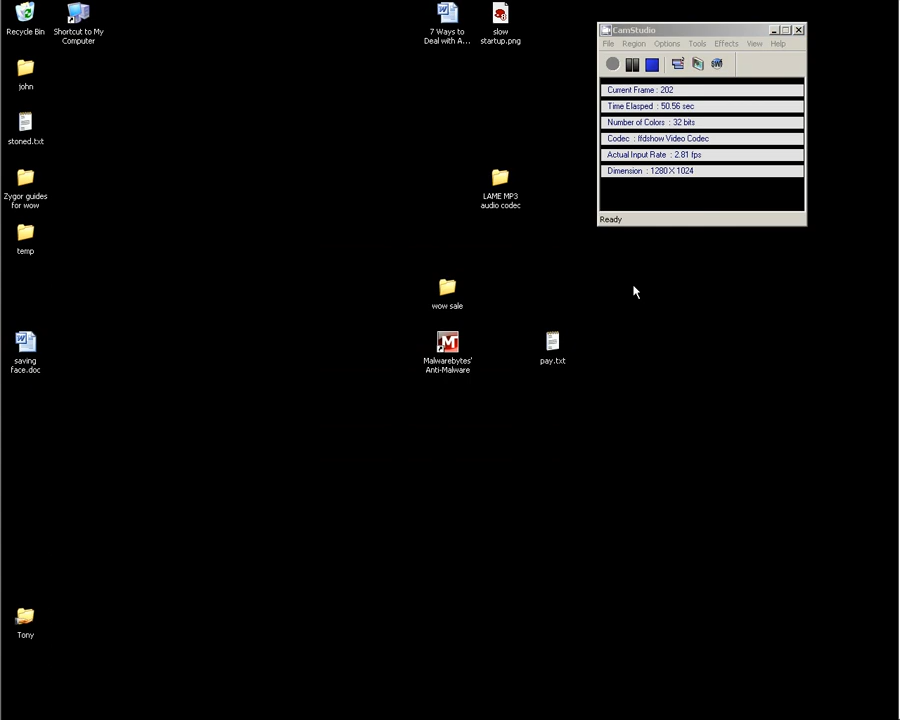 Recycle Bin
Shortcut to My
Computer
john
stoned.txt
Zygor guides
for wow
temp
saving
face.doc
Tony
7 Ways to
Deal with A...
slow
startup.png
LAME MP3
audio codec
wow sale
Malwarebytes'
Anti-Malware
pay.txt
CamStudio
File Region Options Tools Effects View Help
Current Frame : 202
Time Elasped : 50.56 sec
Number of Colors : 32 bits
Codec : ffdshow Video Codec
Actual Input Rate : 2.81 fps
Dimension : 1280 X 1024
Ready